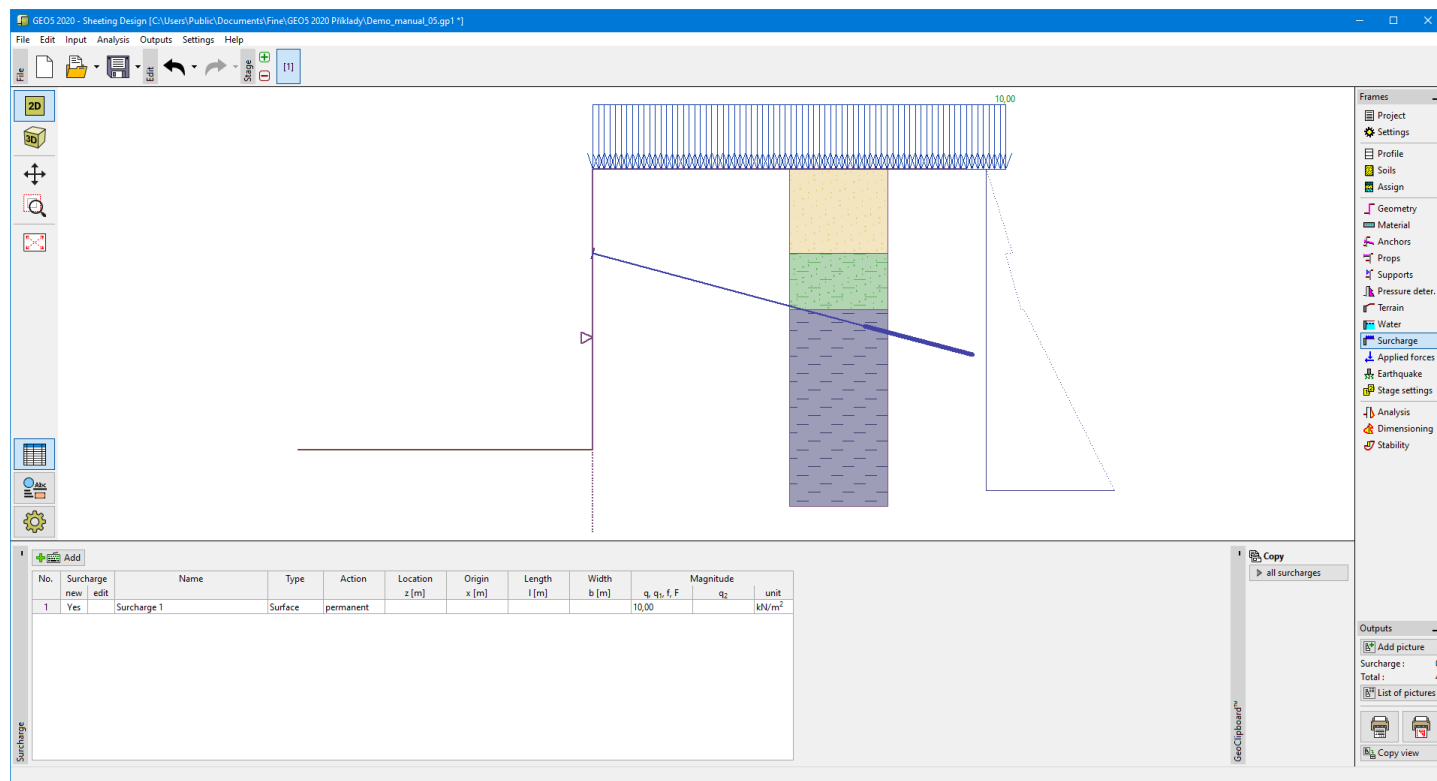 GEO5 2020 - Sheeting Design [C:\Users\Public\Documents\Fine\GEO5 2020 Příklady\Demo_manual_05.gp1 *]
File Edit Input Analysis Outputs Settings Help
File
Edit
Stage
[1]
2D
3D
Abc
10,00
Frames
Project
Settings
Profile
Soils
Assign
Geometry
Material
Anchors
Props
Supports
Pressure deter.
Terrain
Water
Surcharge
Applied forces
Earthquake
Stage settings
Analysis
Dimensioning
Stability
Add
No. Surcharge Name Type Action Location Origin Length Width Magnitude
new edit z [m] x [m] l [m] b [m] q, q1, f, F q2 unit
1 Yes Surcharge 1 Surface permanent 10,00 kN/m²
Surcharge
GeoClipboard™
Copy
all surcharges
Outputs
Add picture
Surcharge :
Total :
List of pictures
Copy view